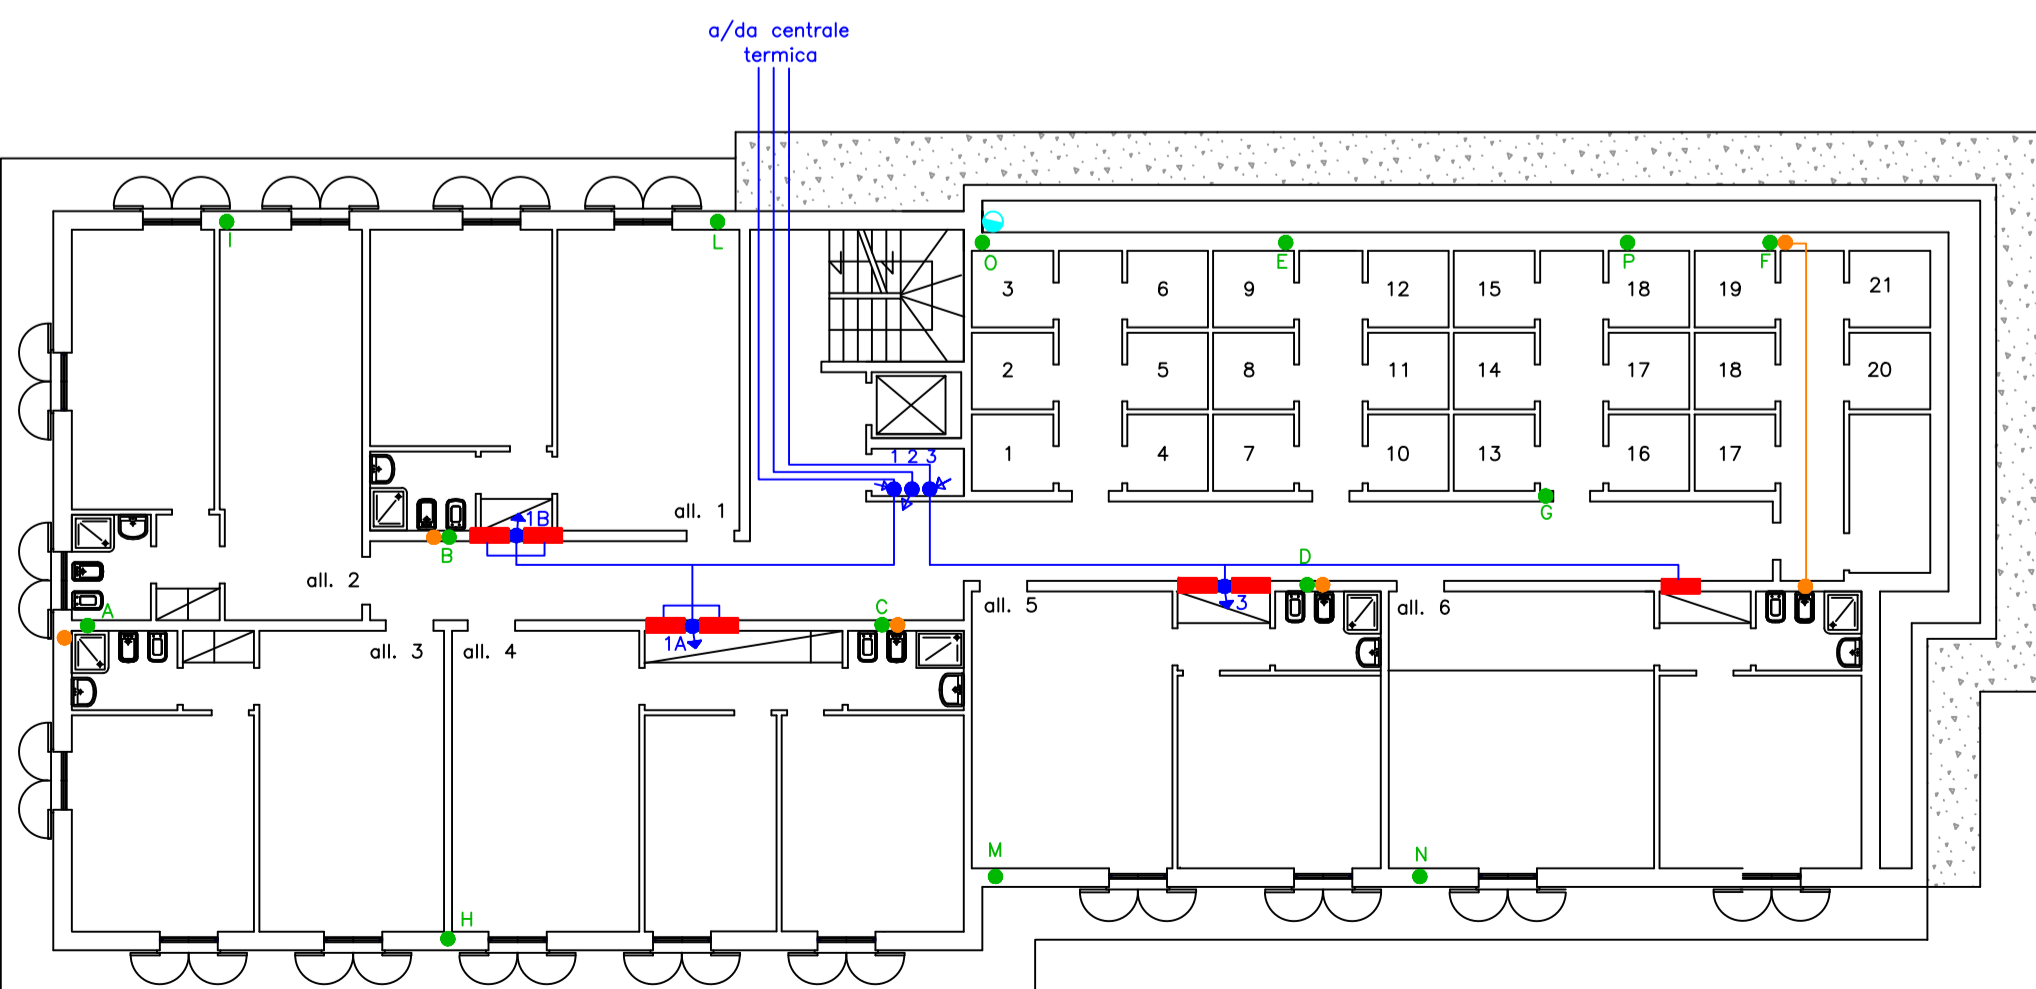 a/da centrale
termica
I
L
O
E
P
F
3
6
9
12
15
18
19
21
2
5
8
11
14
17
18
20
1
4
7
10
13
16
17
1 2 3
all. 1
1B
G
B
D
all. 2
A
C
all. 5
3
all. 6
all. 3
all. 4
1A
M
N
H